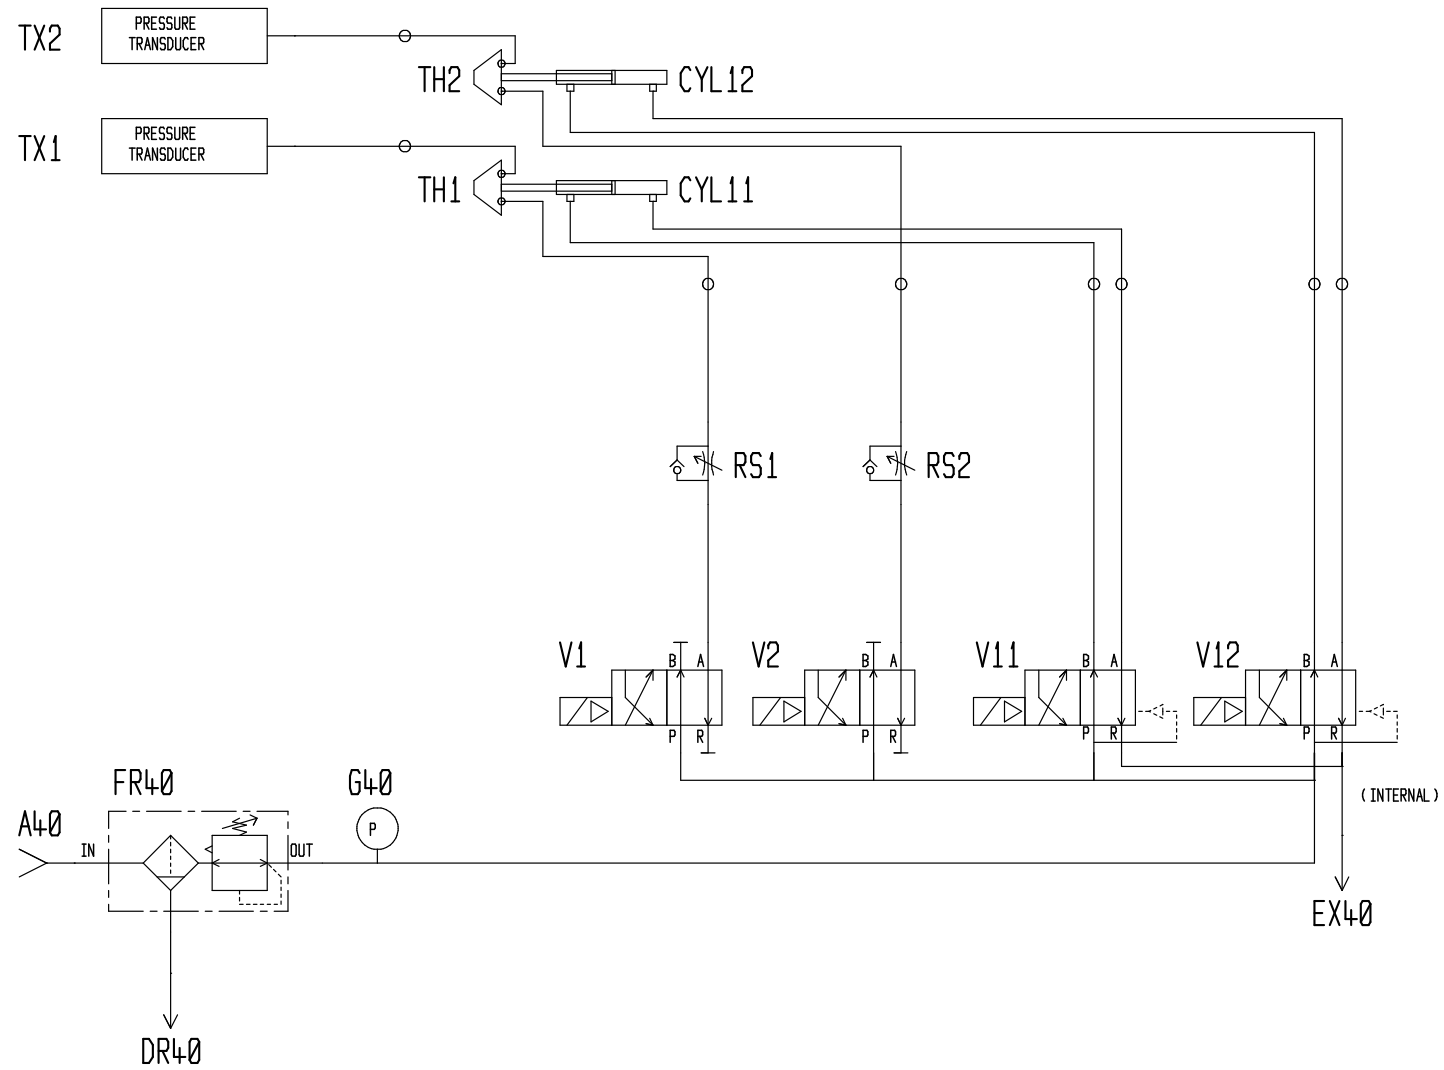 TX2
PRESSURE
TRANSDUCER
TH2
CYL12
TX1
PRESSURE
TRANSDUCER
TH1
CYL11
RS1
RS2
V1
B A
P R
V2
B A
P R
V11
B A
P R
V12
B A
P R
(INTERNAL)
FR40
G40
P
A40
IN
OUT
EX40
DR40